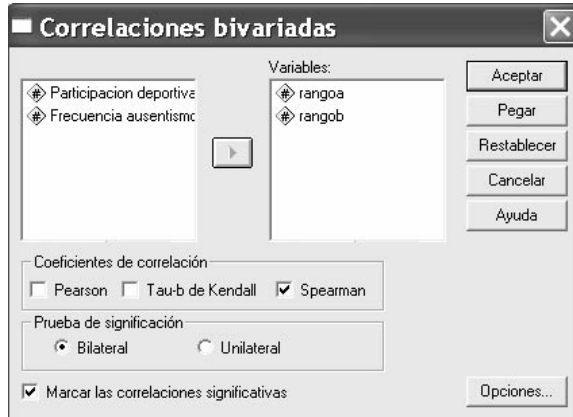 Correlaciones bivariadas
Participacion deportiva
Frecuencia ausentismo
Variables:
rangoa
rangob
Aceptar
Pegar
Restablecer
Cancelar
Ayuda
Coeficientes de correlación
Pearson
Tau-b de Kendall
Spearman
Prueba de significación
Bilateral
Unilateral
Marcar las correlaciones significativas
Opciones...